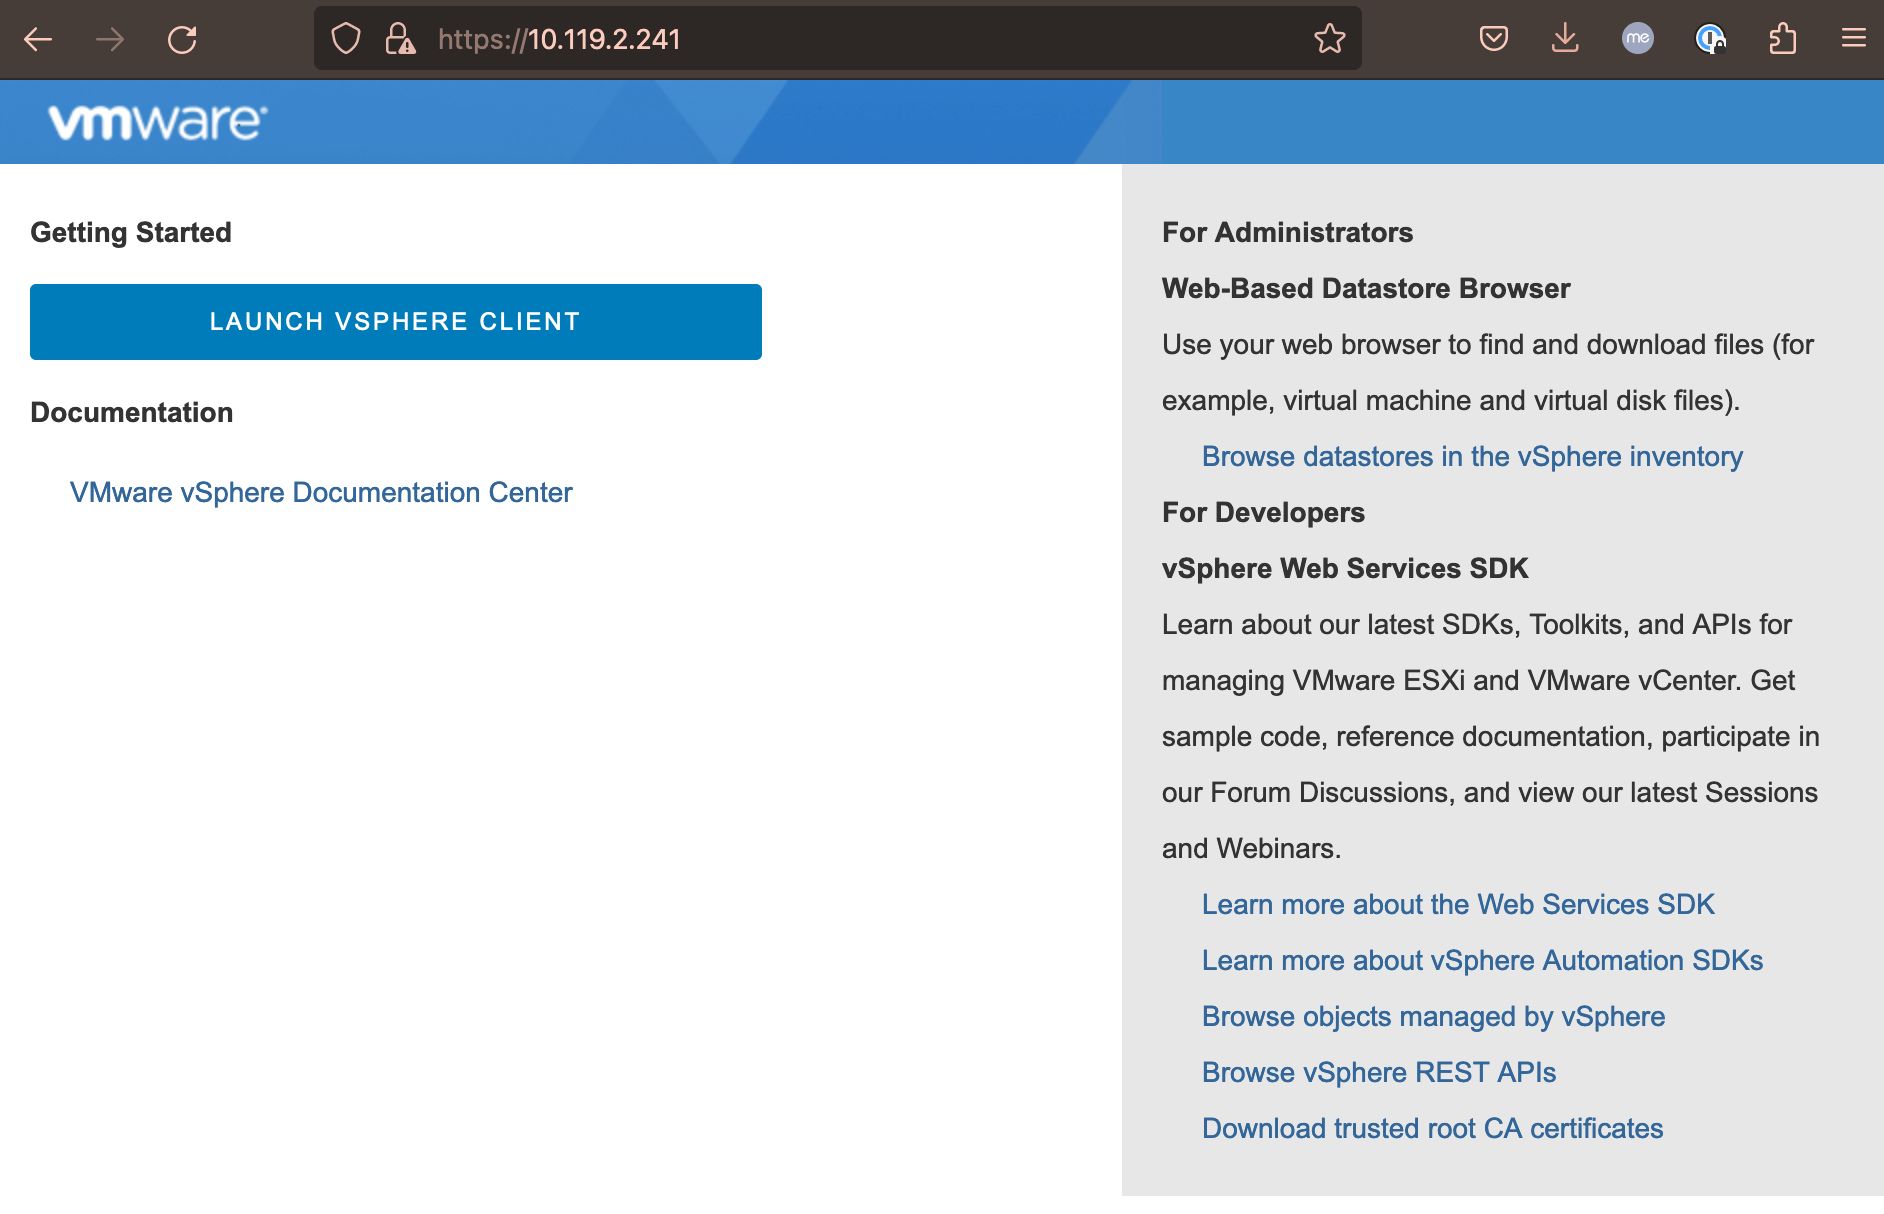 https://10.119.2.241
me
vmware
Getting Started
LAUNCH VSPHERE CLIENT
Documentation
VMware vSphere Documentation Center
For Administrators
Web-Based Datastore Browser
Use your web browser to find and download files (for
example, virtual machine and virtual disk files).
Browse datastores in the vSphere inventory
For Developers
vSphere Web Services SDK
Learn about our latest SDKs, Toolkits, and APIs for
managing VMware ESXi and VMware vCenter. Get
sample code, reference documentation, participate in
our Forum Discussions, and view our latest Sessions
and Webinars.
Learn more about the Web Services SDK
Learn more about vSphere Automation SDKs
Browse objects managed by vSphere
Browse vSphere REST APIs
Download trusted root CA certificates